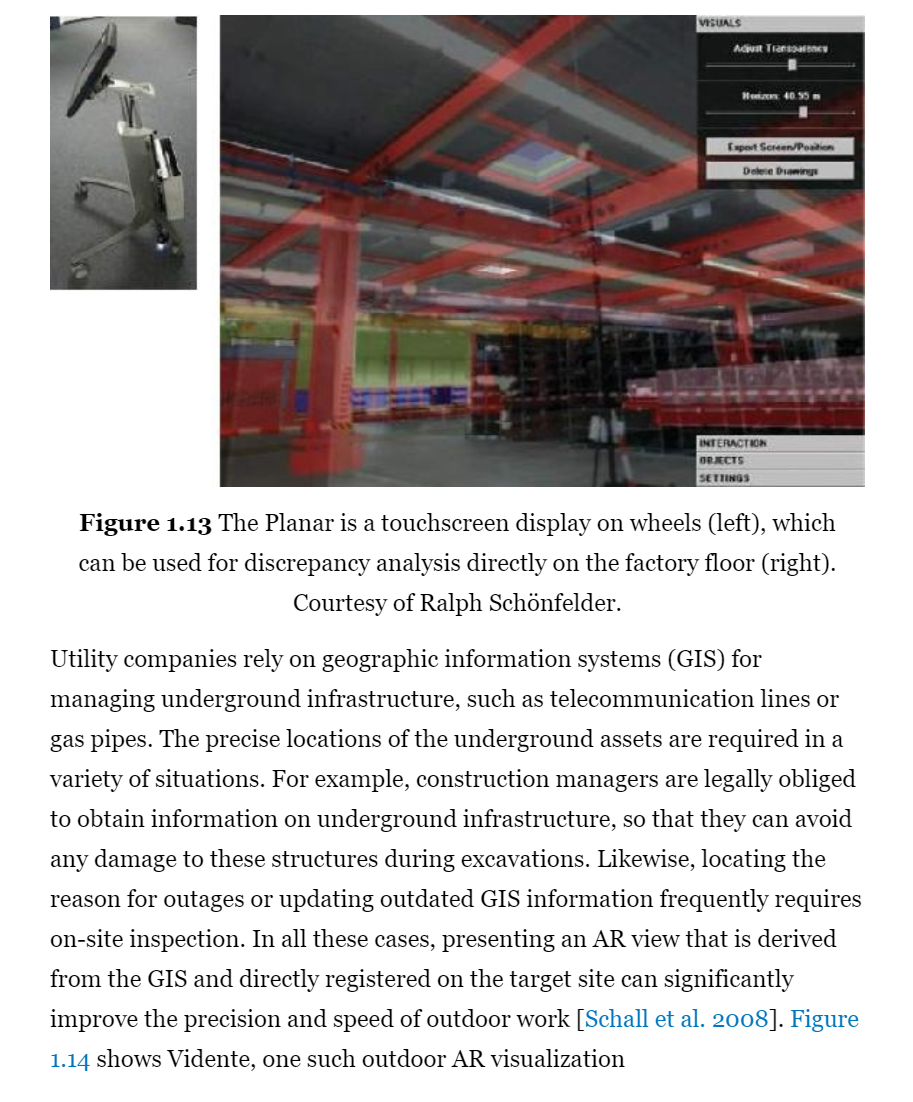 VISUALS
Adjust Transparency
Horizon: 40.55 m
Export Screen/Position
Delete Drawings
INTERACTION
OBJECTS
SETTINGS
Figure 1.13 The Planar is a touchscreen display on wheels (left), which
can be used for discrepancy analysis directly on the factory floor (right).
Courtesy of Ralph Schönfelder.
Utility companies rely on geographic information systems (GIS) for
managing underground infrastructure, such as telecommunication lines or
gas pipes. The precise locations of the underground assets are required in a
variety of situations. For example, construction managers are legally obliged
to obtain information on underground infrastructure, so that they can avoid
any damage to these structures during excavations. Likewise, locating the
reason for outages or updating outdated GIS information frequently requires
on-site inspection. In all these cases, presenting an AR view that is derived
from the GIS and directly registered on the target site can significantly
improve the precision and speed of outdoor work [Schall et al. 2008]. Figure
1.14 shows Vidente, one such outdoor AR visualization